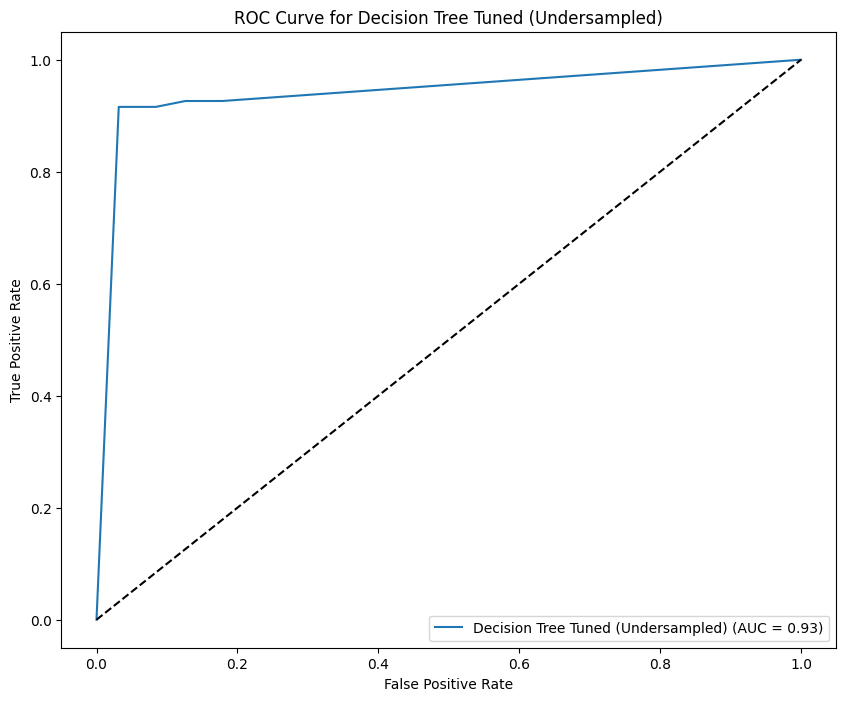 ROC Curve for Decision Tree Tuned (Undersampled)
True Positive Rate
1.0
0.8
0.6
0.4
0.2
0.0
Decision Tree Tuned (Undersampled) (AUC = 0.93)
0.0 0.2 0.4 0.6 0.8 1.0
False Positive Rate